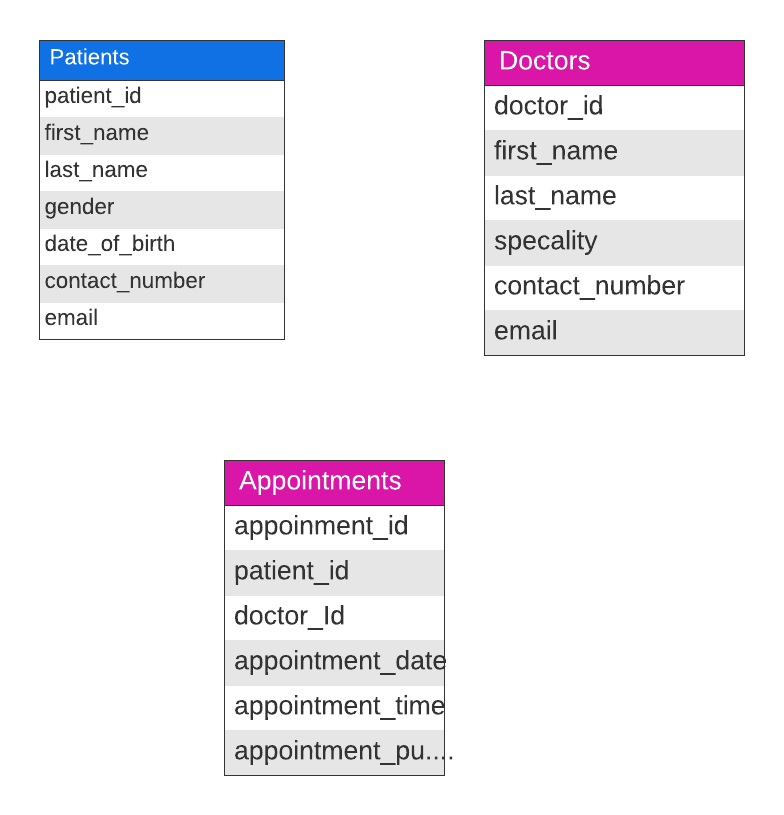 Patients
patient_id
first_name
last_name
gender
date_of_birth
contact_number
email
Doctors
doctor_id
first_name
last_name
specality
contact_number
email
Appointments
appoinment_id
patient_id
doctor_Id
appointment_date
appointment_time
appointment_pu....